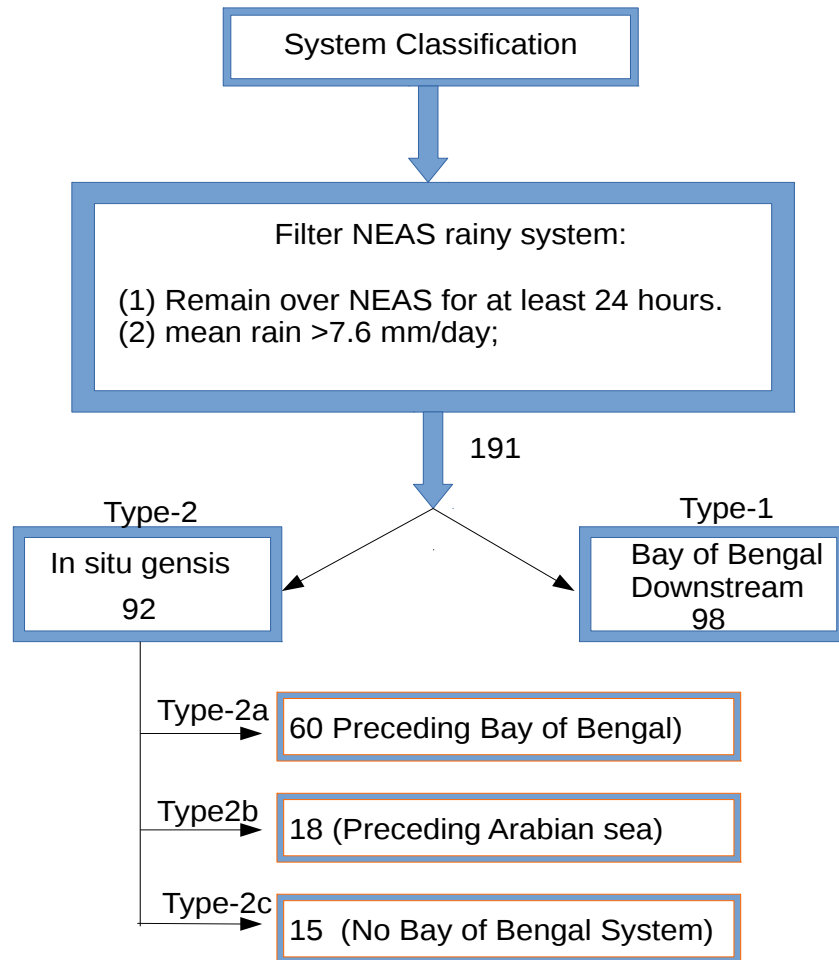 System Classification
Filter NEAS rainy system:
(1) Remain over NEAS for at least 24 hours.
(2) mean rain >7.6 mm/day;
191
Type-2
In situ gensis
92
Type-1
Bay of Bengal
Downstream
98
Type-2a
60 Preceding Bay of Bengal)
Type2b
18 (Preceding Arabian sea)
Type-2c
15 (No Bay of Bengal System)